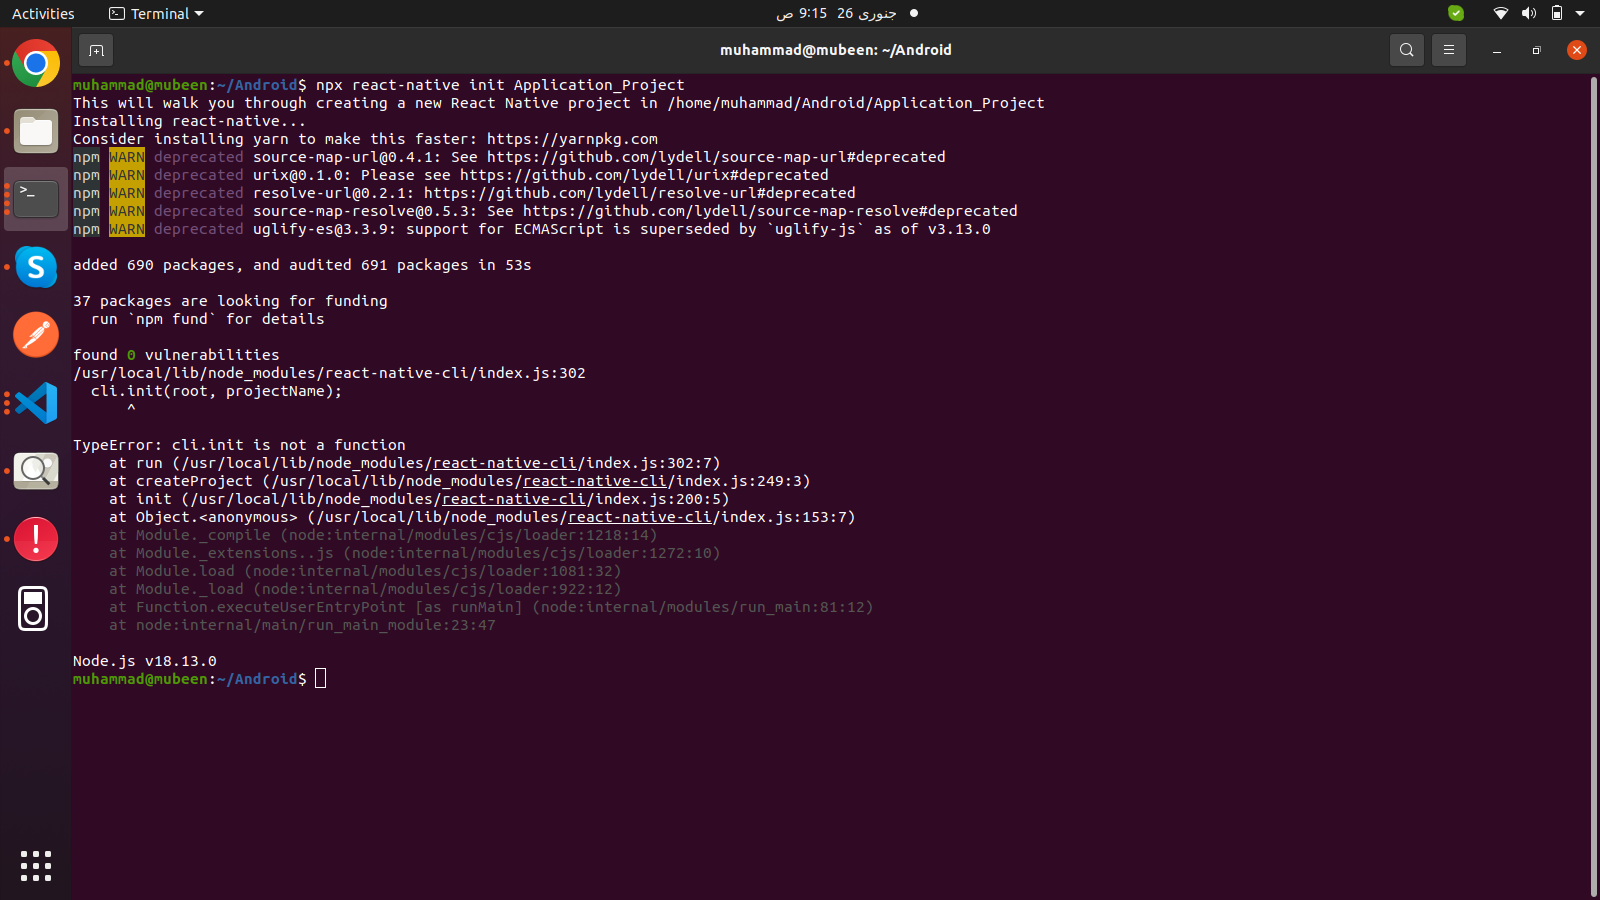 Activities
Terminal
جنوری 26 9:15 ص
muhammad@mubeen: ~/Android
muhammad@mubeen:~/Android$ npx react-native init Application_Project
This will walk you through creating a new React Native project in /home/muhammad/Android/Application_Project
Installing react-native...
Consider installing yarn to make this faster: https://yarnpkg.com
npm WARN deprecated source-map-url@0.4.1: See https://github.com/lydell/source-map-url#deprecated
npm WARN deprecated urix@0.1.0: Please see https://github.com/lydell/urix#deprecated
npm WARN deprecated resolve-url@0.2.1: https://github.com/lydell/resolve-url#deprecated
npm WARN deprecated source-map-resolve@0.5.3: See https://github.com/lydell/source-map-resolve#deprecated
npm WARN deprecated uglify-es@3.3.9: support for ECMAScript is superseded by `uglify-js` as of v3.13.0
added 690 packages, and audited 691 packages in 53s
37 packages are looking for funding
  run `npm fund` for details
found 0 vulnerabilities
/usr/local/lib/node_modules/react-native-cli/index.js:302
  cli.init(root, projectName);
      ^
TypeError: cli.init is not a function
    at run (/usr/local/lib/node_modules/react-native-cli/index.js:302:7)
    at createProject (/usr/local/lib/node_modules/react-native-cli/index.js:249:3)
    at init (/usr/local/lib/node_modules/react-native-cli/index.js:200:5)
    at Object.<anonymous> (/usr/local/lib/node_modules/react-native-cli/index.js:153:7)
    at Module._compile (node:internal/modules/cjs/loader:1218:14)
    at Module._extensions..js (node:internal/modules/cjs/loader:1272:10)
    at Module.load (node:internal/modules/cjs/loader:1081:32)
    at Module._load (node:internal/modules/cjs/loader:922:12)
    at Function.executeUserEntryPoint [as runMain] (node:internal/modules/run_main:81:12)
    at node:internal/main/run_main_module:23:47
Node.js v18.13.0
muhammad@mubeen:~/Android$